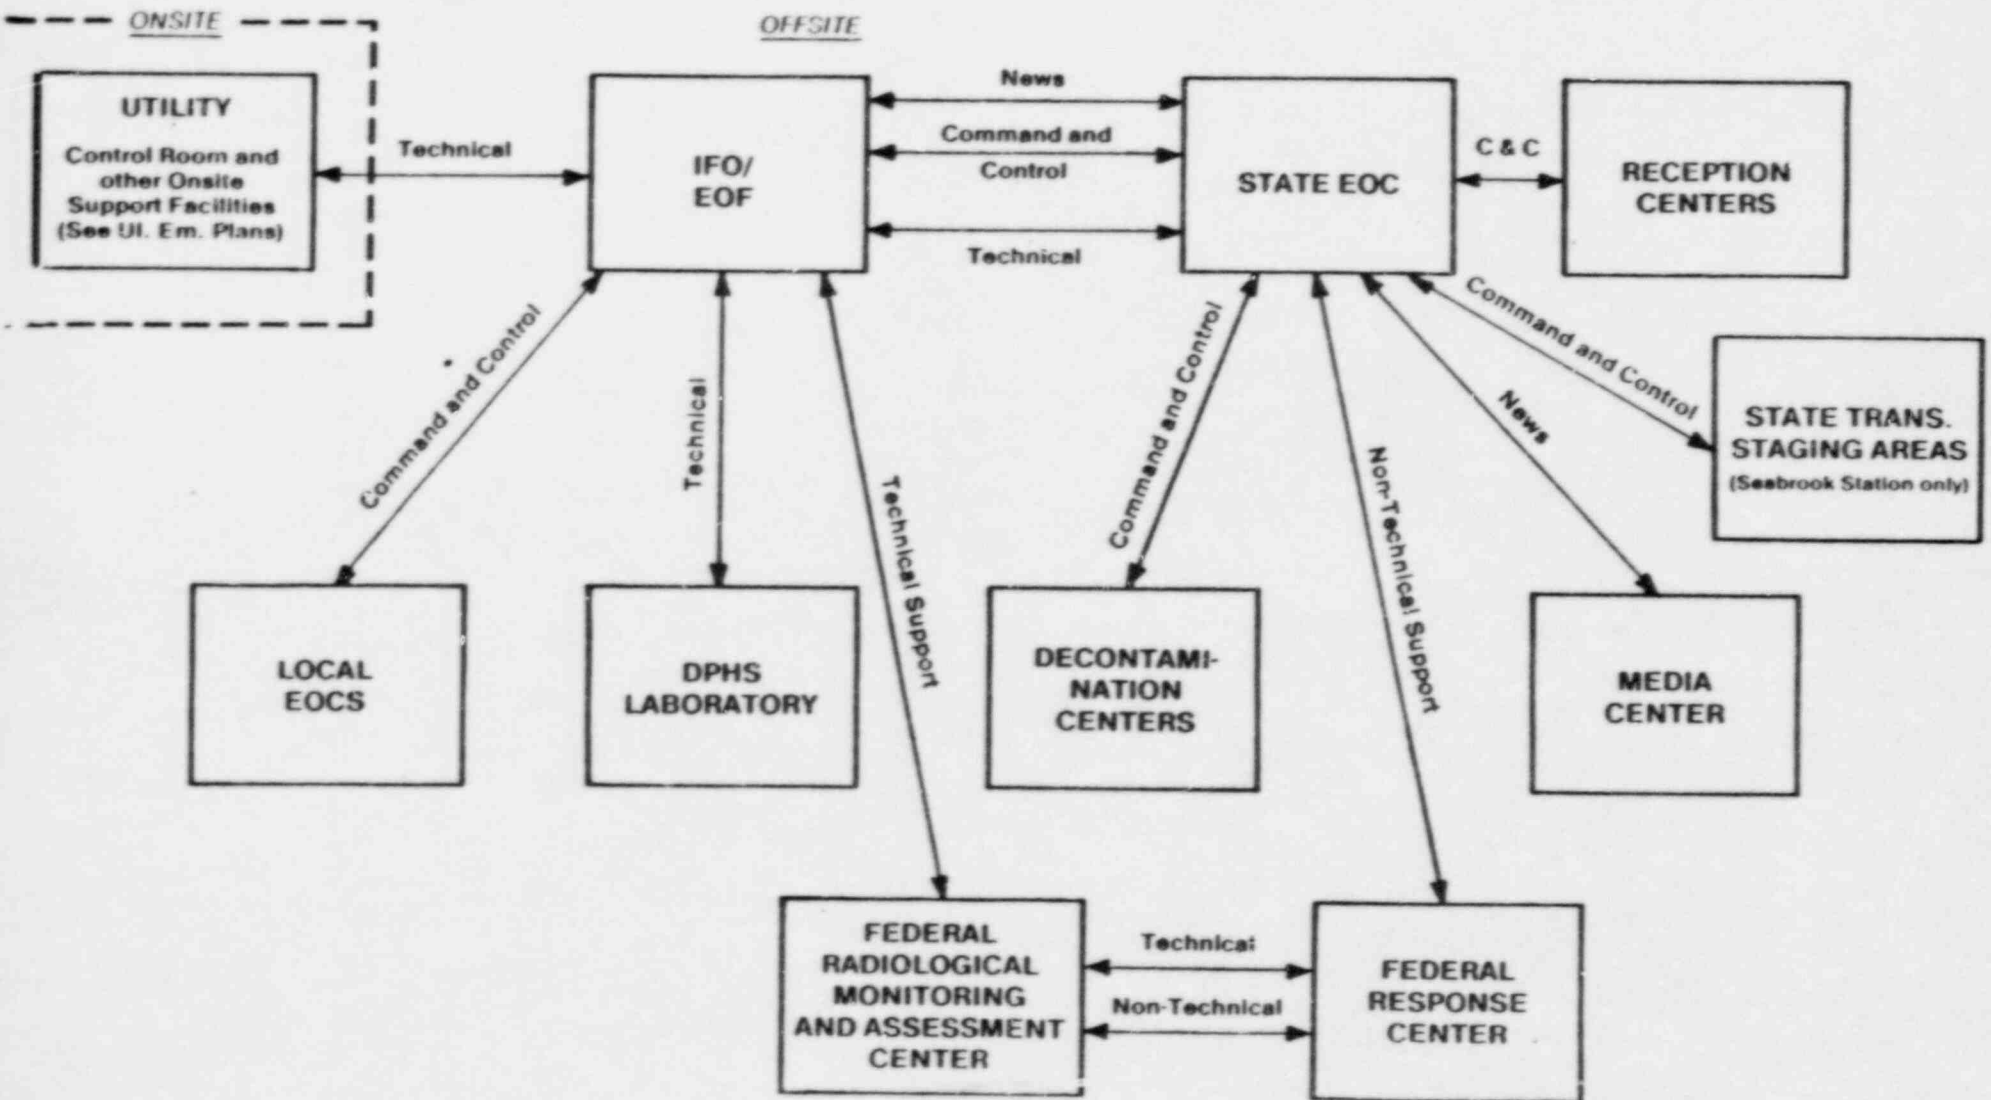 ONSITE
OFFSITE
UTILITY
Control Room and
other Onsite
Support Facilities
(See Ul. Em. Plans)
Technical
IFO/
EOF
News
Command and
Control
Technical
STATE EOC
C & C
RECEPTION
CENTERS
Command and Control
Technical
Technical Support
Command and Control
Non-Technical Support
News
Command and Control
STATE TRANS.
STAGING AREAS
(Seabrook Station only)
LOCAL
EOCS
DPHS
LABORATORY
DECONTAMI-
NATION
CENTERS
MEDIA
CENTER
FEDERAL
RADIOLOGICAL
MONITORING
AND ASSESSMENT
CENTER
Technical
Non-Technical
FEDERAL
RESPONSE
CENTER